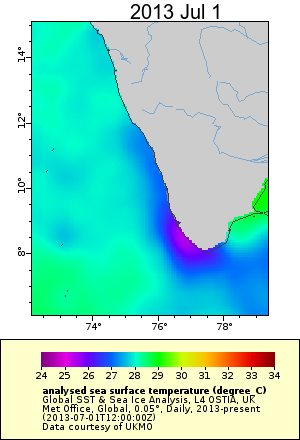 2013 Jul 1
14°
12°
10°
8°
74° 76° 78°
24 25 26 27 28 29 30 31 32 33 34
analysed sea surface temperature (degree_C)
Global SST & Sea Ice Analysis, L4 OSTIA, UK
Met Office, Global, 0.05°, Daily, 2013-present
(2013-07-01T12:00:00Z)
Data courtesy of UKMO